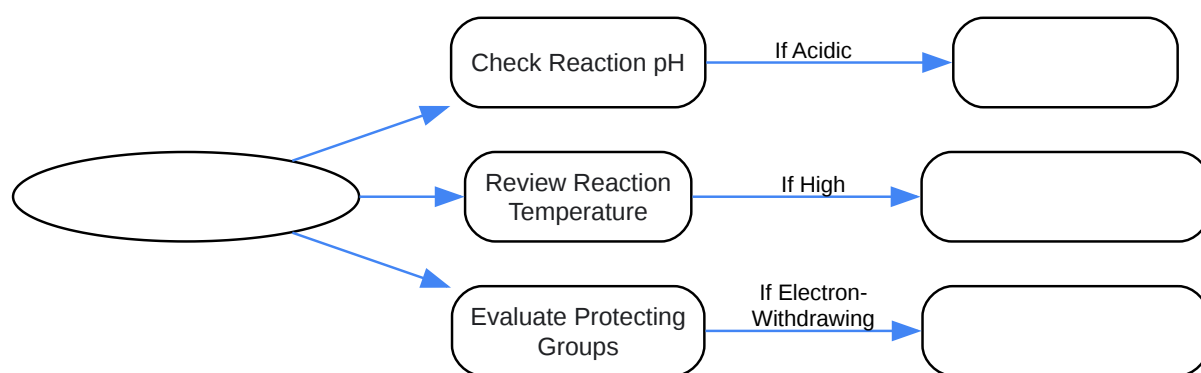 Check Reaction pH
If Acidic
Review Reaction
Temperature
If High
Evaluate Protecting
Groups
If Electron-
Withdrawing